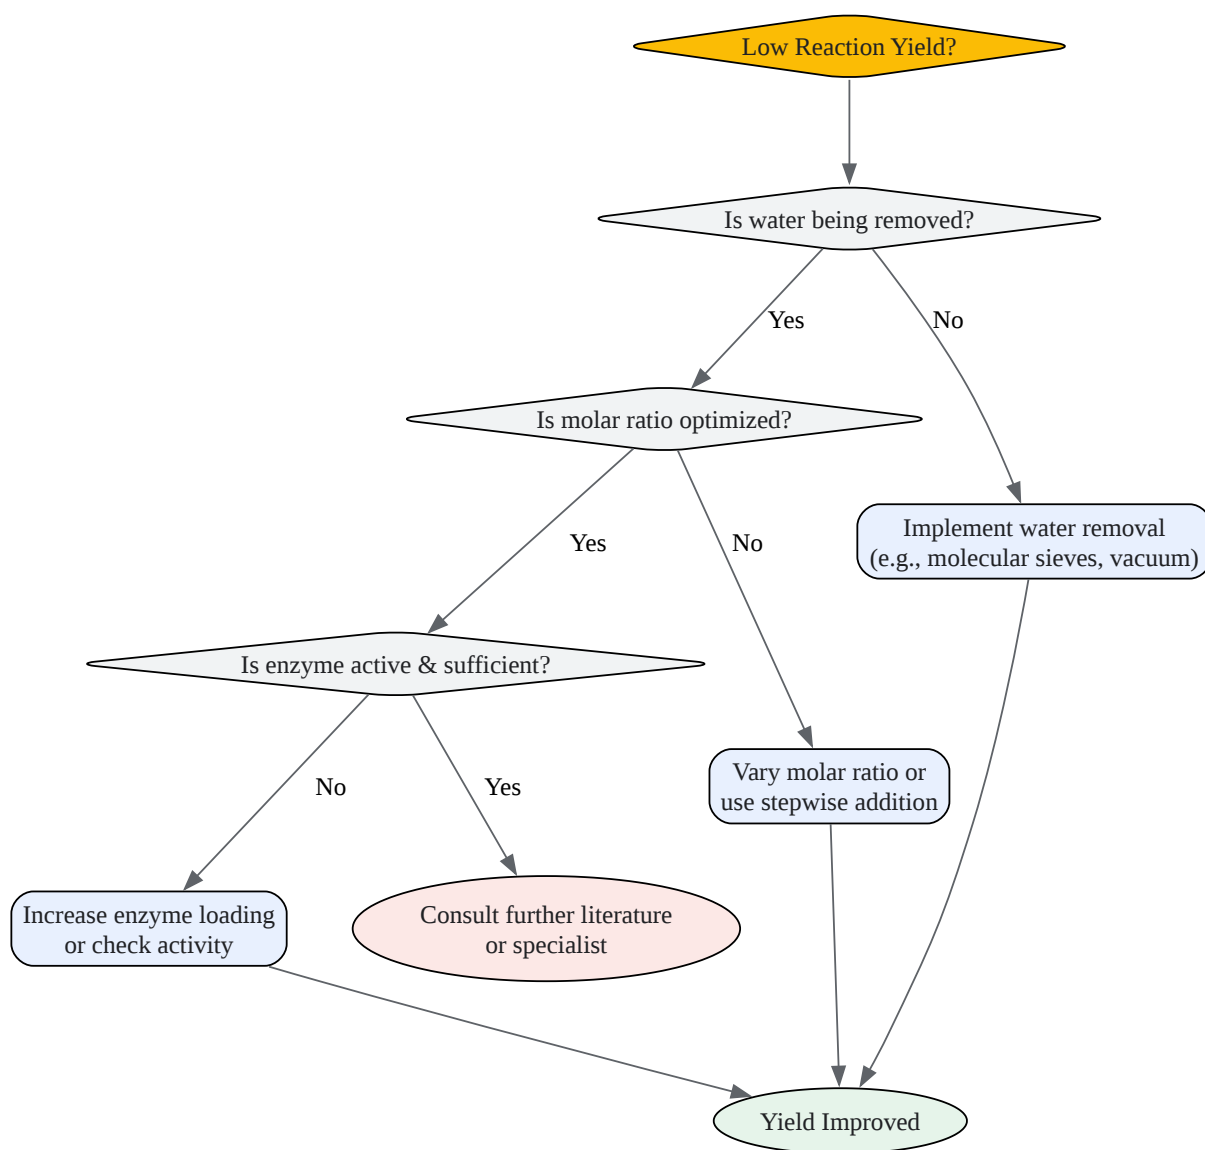 Low Reaction Yield?
Is water being removed?
Yes
No
Is molar ratio optimized?
Implement water removal
(e.g., molecular sieves, vacuum)
Yes
No
Is enzyme active & sufficient?
Vary molar ratio or
use stepwise addition
No
Yes
Increase enzyme loading
or check activity
Consult further literature
or specialist
Yield Improved